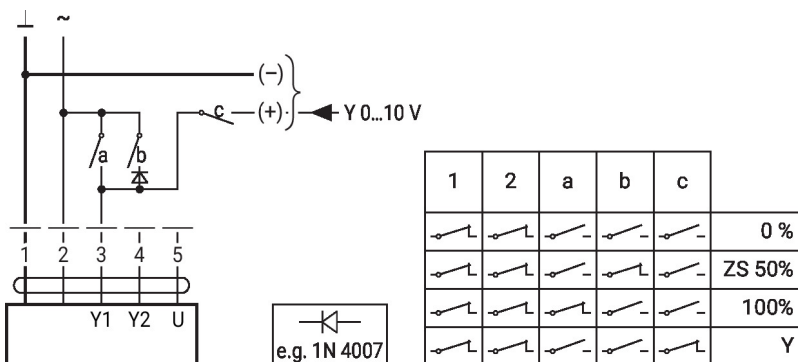 ⊥ ~
(–)
c (+) Y 0...10 V
a b
1 2 3 4 5
Y1 Y2 U
e.g. 1N 4007
1 2 a b c
0 %
ZS 50%
100%
Y